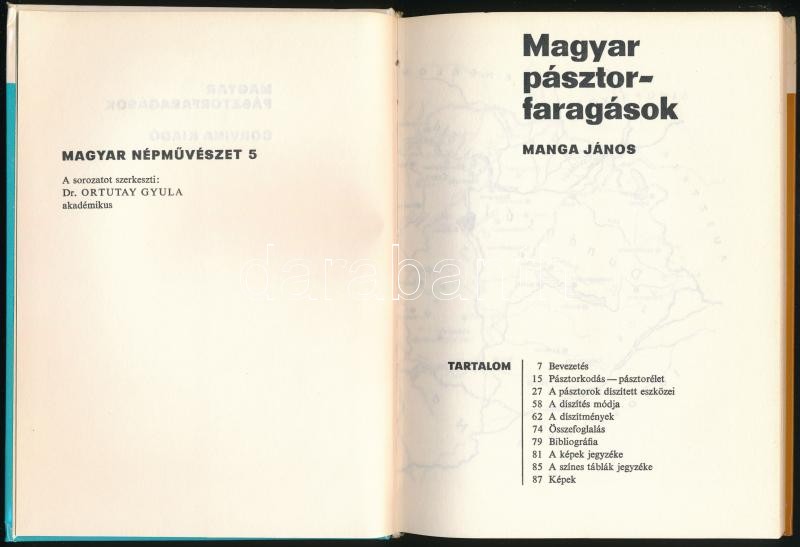 MAGYAR NÉPMŰVÉSZET 5
A sorozatot szerkeszti:
Dr. ORTUTAY GYULA
akadémikus
Magyar
pásztor-
faragások
MANGA JÁNOS
TARTALOM
7 Bevezetés
15 Pásztorkodás — pásztorélet
27 A pásztorok díszített eszközei
58 A díszítés módja
62 A díszítmények
74 Összefoglalás
79 Bibliográfia
81 A képek jegyzéke
85 A színes táblák jegyzéke
87 Képek